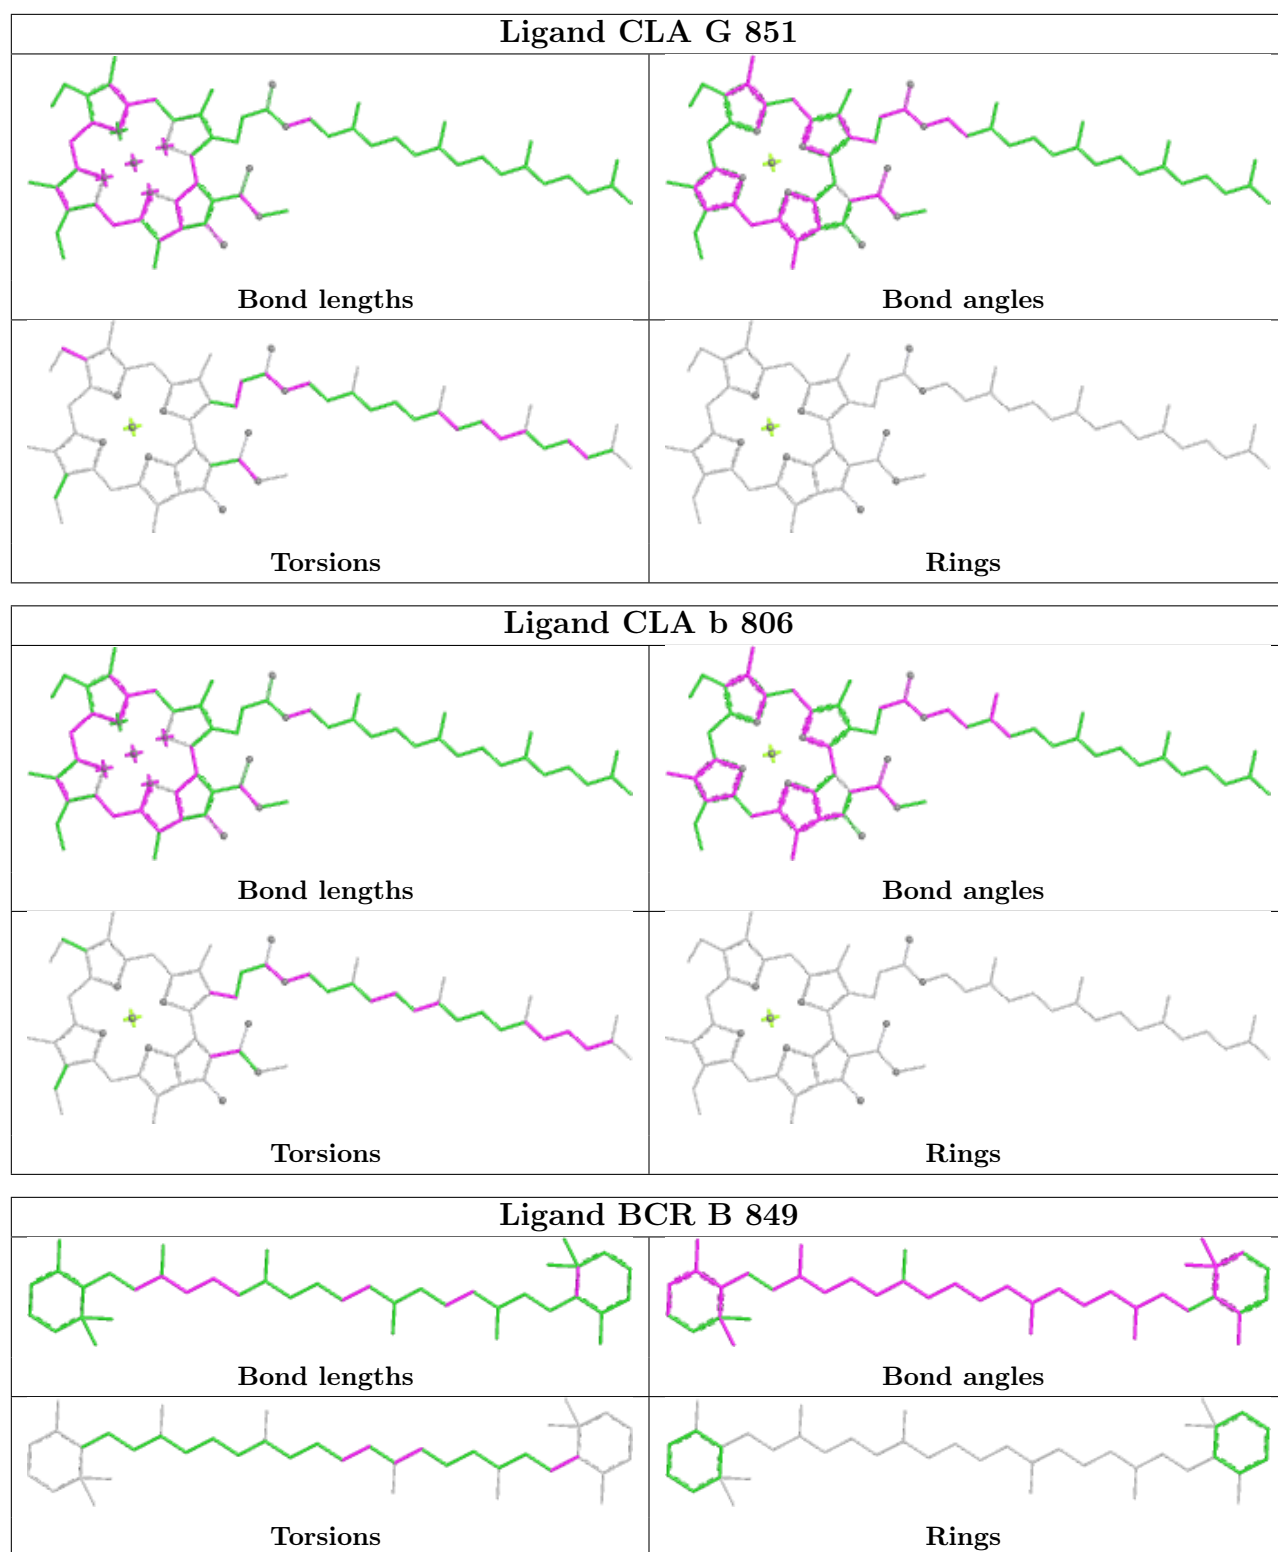 Ligand CLA G 851
Bond lengths
Bond angles
Torsions
Rings
Ligand CLA b 806
Bond lengths
Bond angles
Torsions
Rings
Ligand BCR B 849
Bond lengths
Bond angles
Torsions
Rings